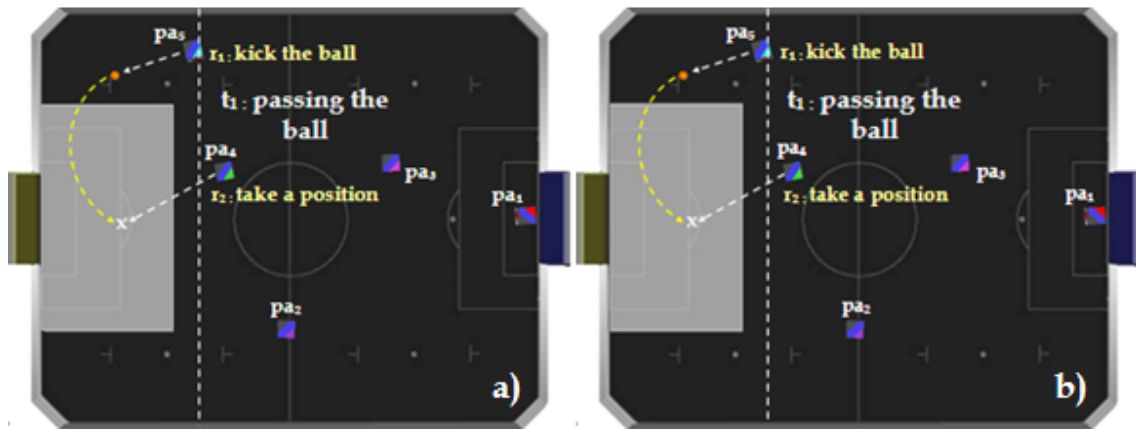 pa₅
r₁: kick the ball
t₁: passing the
ball
pa₄
pa₃
r₂: take a position
pa₁
pa₂
a)
pa₅
r₁: kick the ball
t₁: passing the
ball
pa₄
pa₃
r₂: take a position
pa₁
pa₂
b)